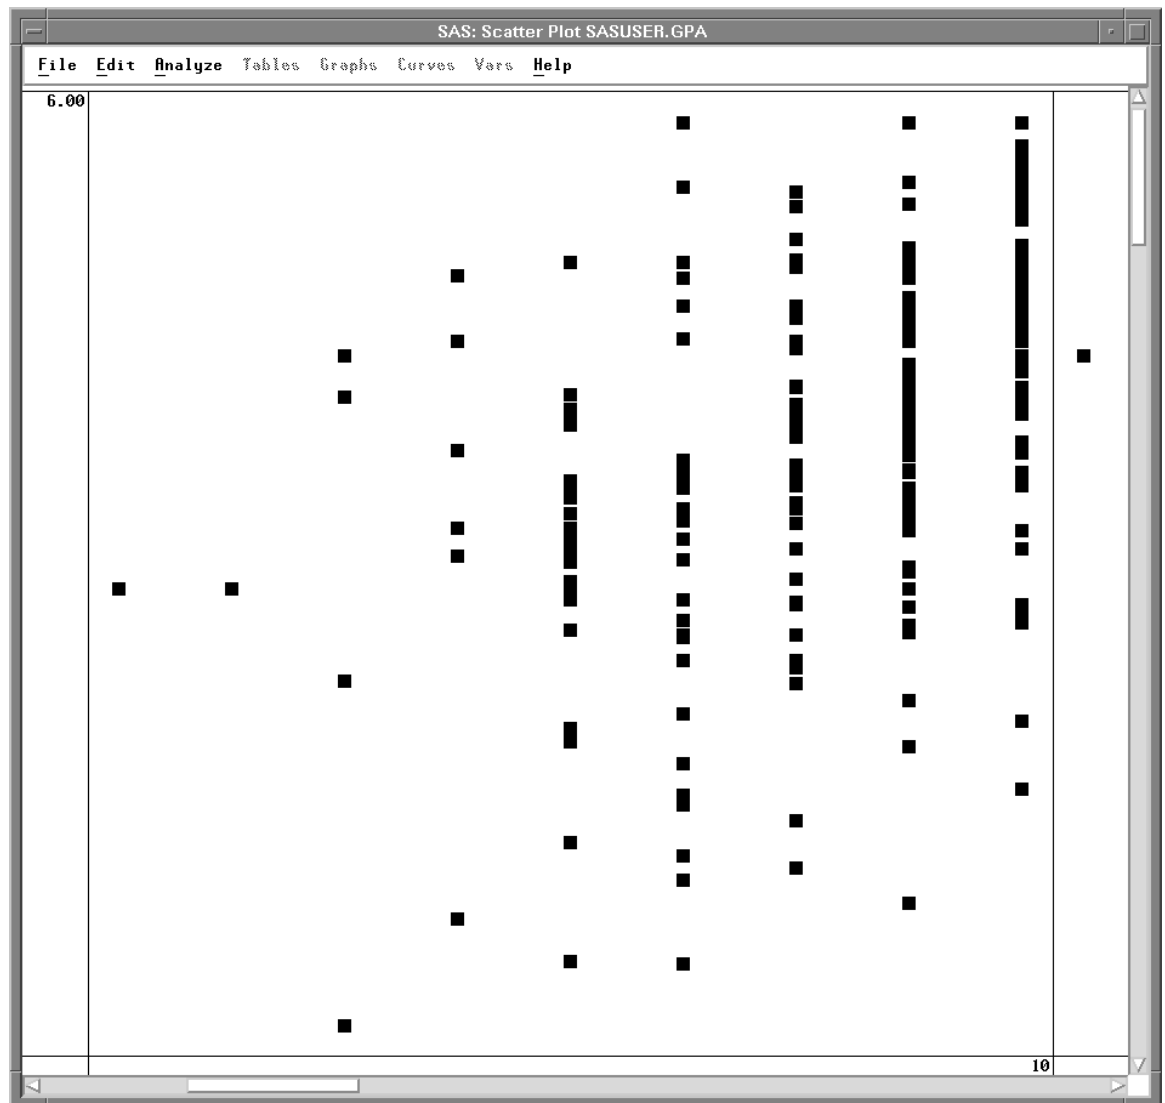 SAS: Scatter Plot SASUSER.GPA
File Edit Analyze Tables Graphs Curves Vars Help
6.00
10